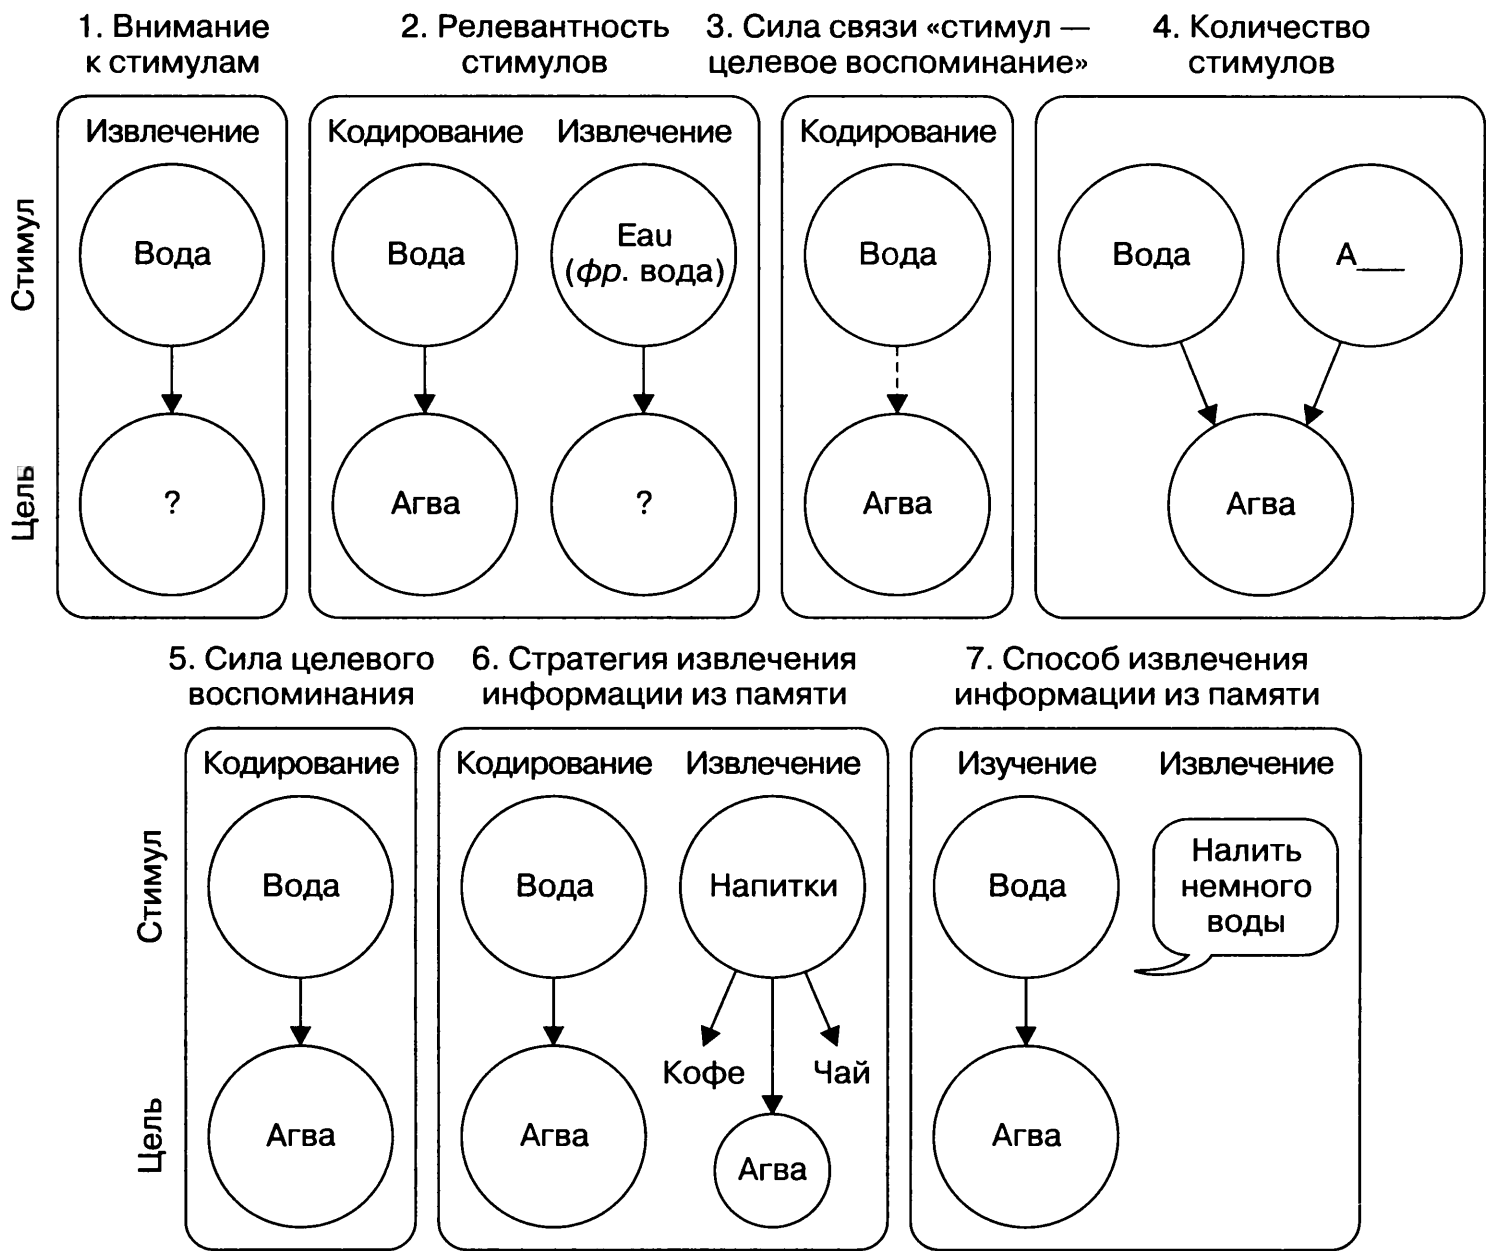 1. Внимание
к стимулам
2. Релевантность
стимулов
3. Сила связи «стимул —
целевое воспоминание»
4. Количество
стимулов
Стимул
Цель
Извлечение
Вода
?
Кодирование
Извлечение
Вода
Eau
(фр. вода)
Агва
?
Кодирование
Вода
Агва
Вода
А___
Агва
5. Сила целевого
воспоминания
6. Стратегия извлечения
информации из памяти
7. Способ извлечения
информации из памяти
Стимул
Цель
Кодирование
Вода
Агва
Кодирование
Извлечение
Вода
Напитки
Кофе
Чай
Агва
Агва
Изучение
Извлечение
Вода
Налить
немного
воды
Агва